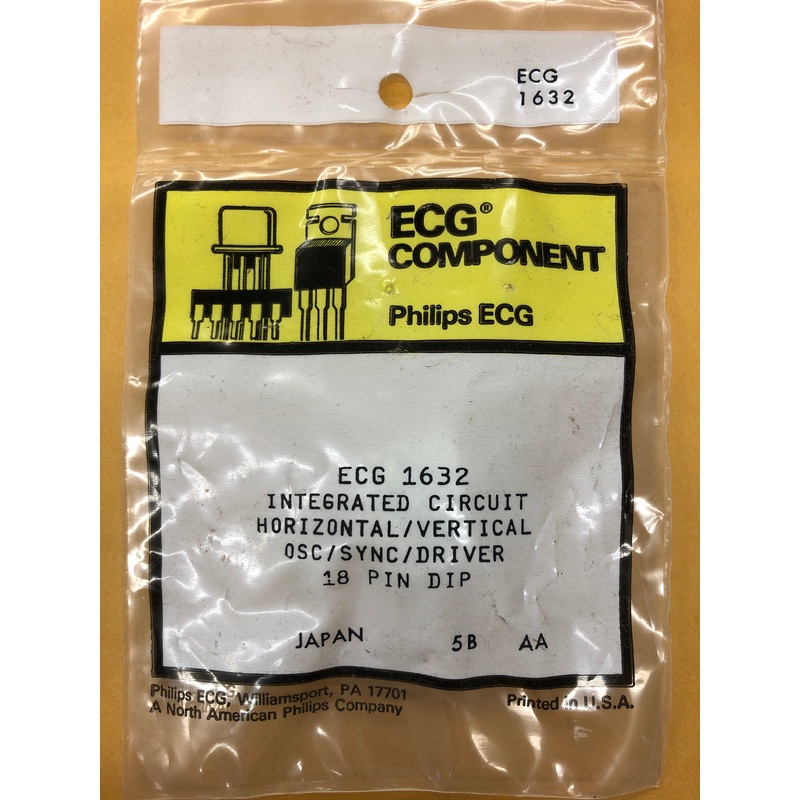 ECG
1632
ECG®
COMPONENT
Philips ECG
ECG 1632
INTEGRATED CIRCUIT
HORIZONTAL/VERTICAL
OSC/SYNC/DRIVER
18 PIN DIP
JAPAN 5B AA
Philips ECG, Williamsport, PA 17701
A North American Philips Company
Printed in U.S.A.